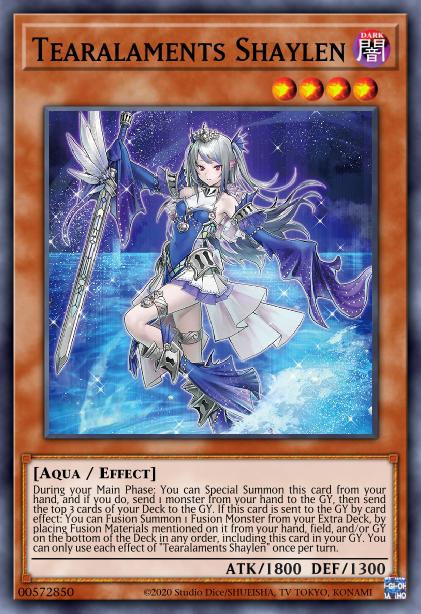 TEARALAMENTS SHAYLEN
DARK
闇
[AQUA / EFFECT]
During your Main Phase: You can Special Summon this card from your
hand, and if you do, send 1 monster from your hand to the GY, then send
the top 3 cards of your Deck to the GY. If this card is sent to the GY by card
effect: You can Fusion Summon 1 Fusion Monster from your Extra Deck, by
placing Fusion Materials mentioned on it from your hand, field, and/or GY
on the bottom of the Deck in any order, including this card in your GY. You
can only use each effect of "Tearalaments Shaylen" once per turn.
ATK/1800 DEF/1300
00572850
©2020 Studio Dice/SHUEISHA, TV TOKYO, KONAMI